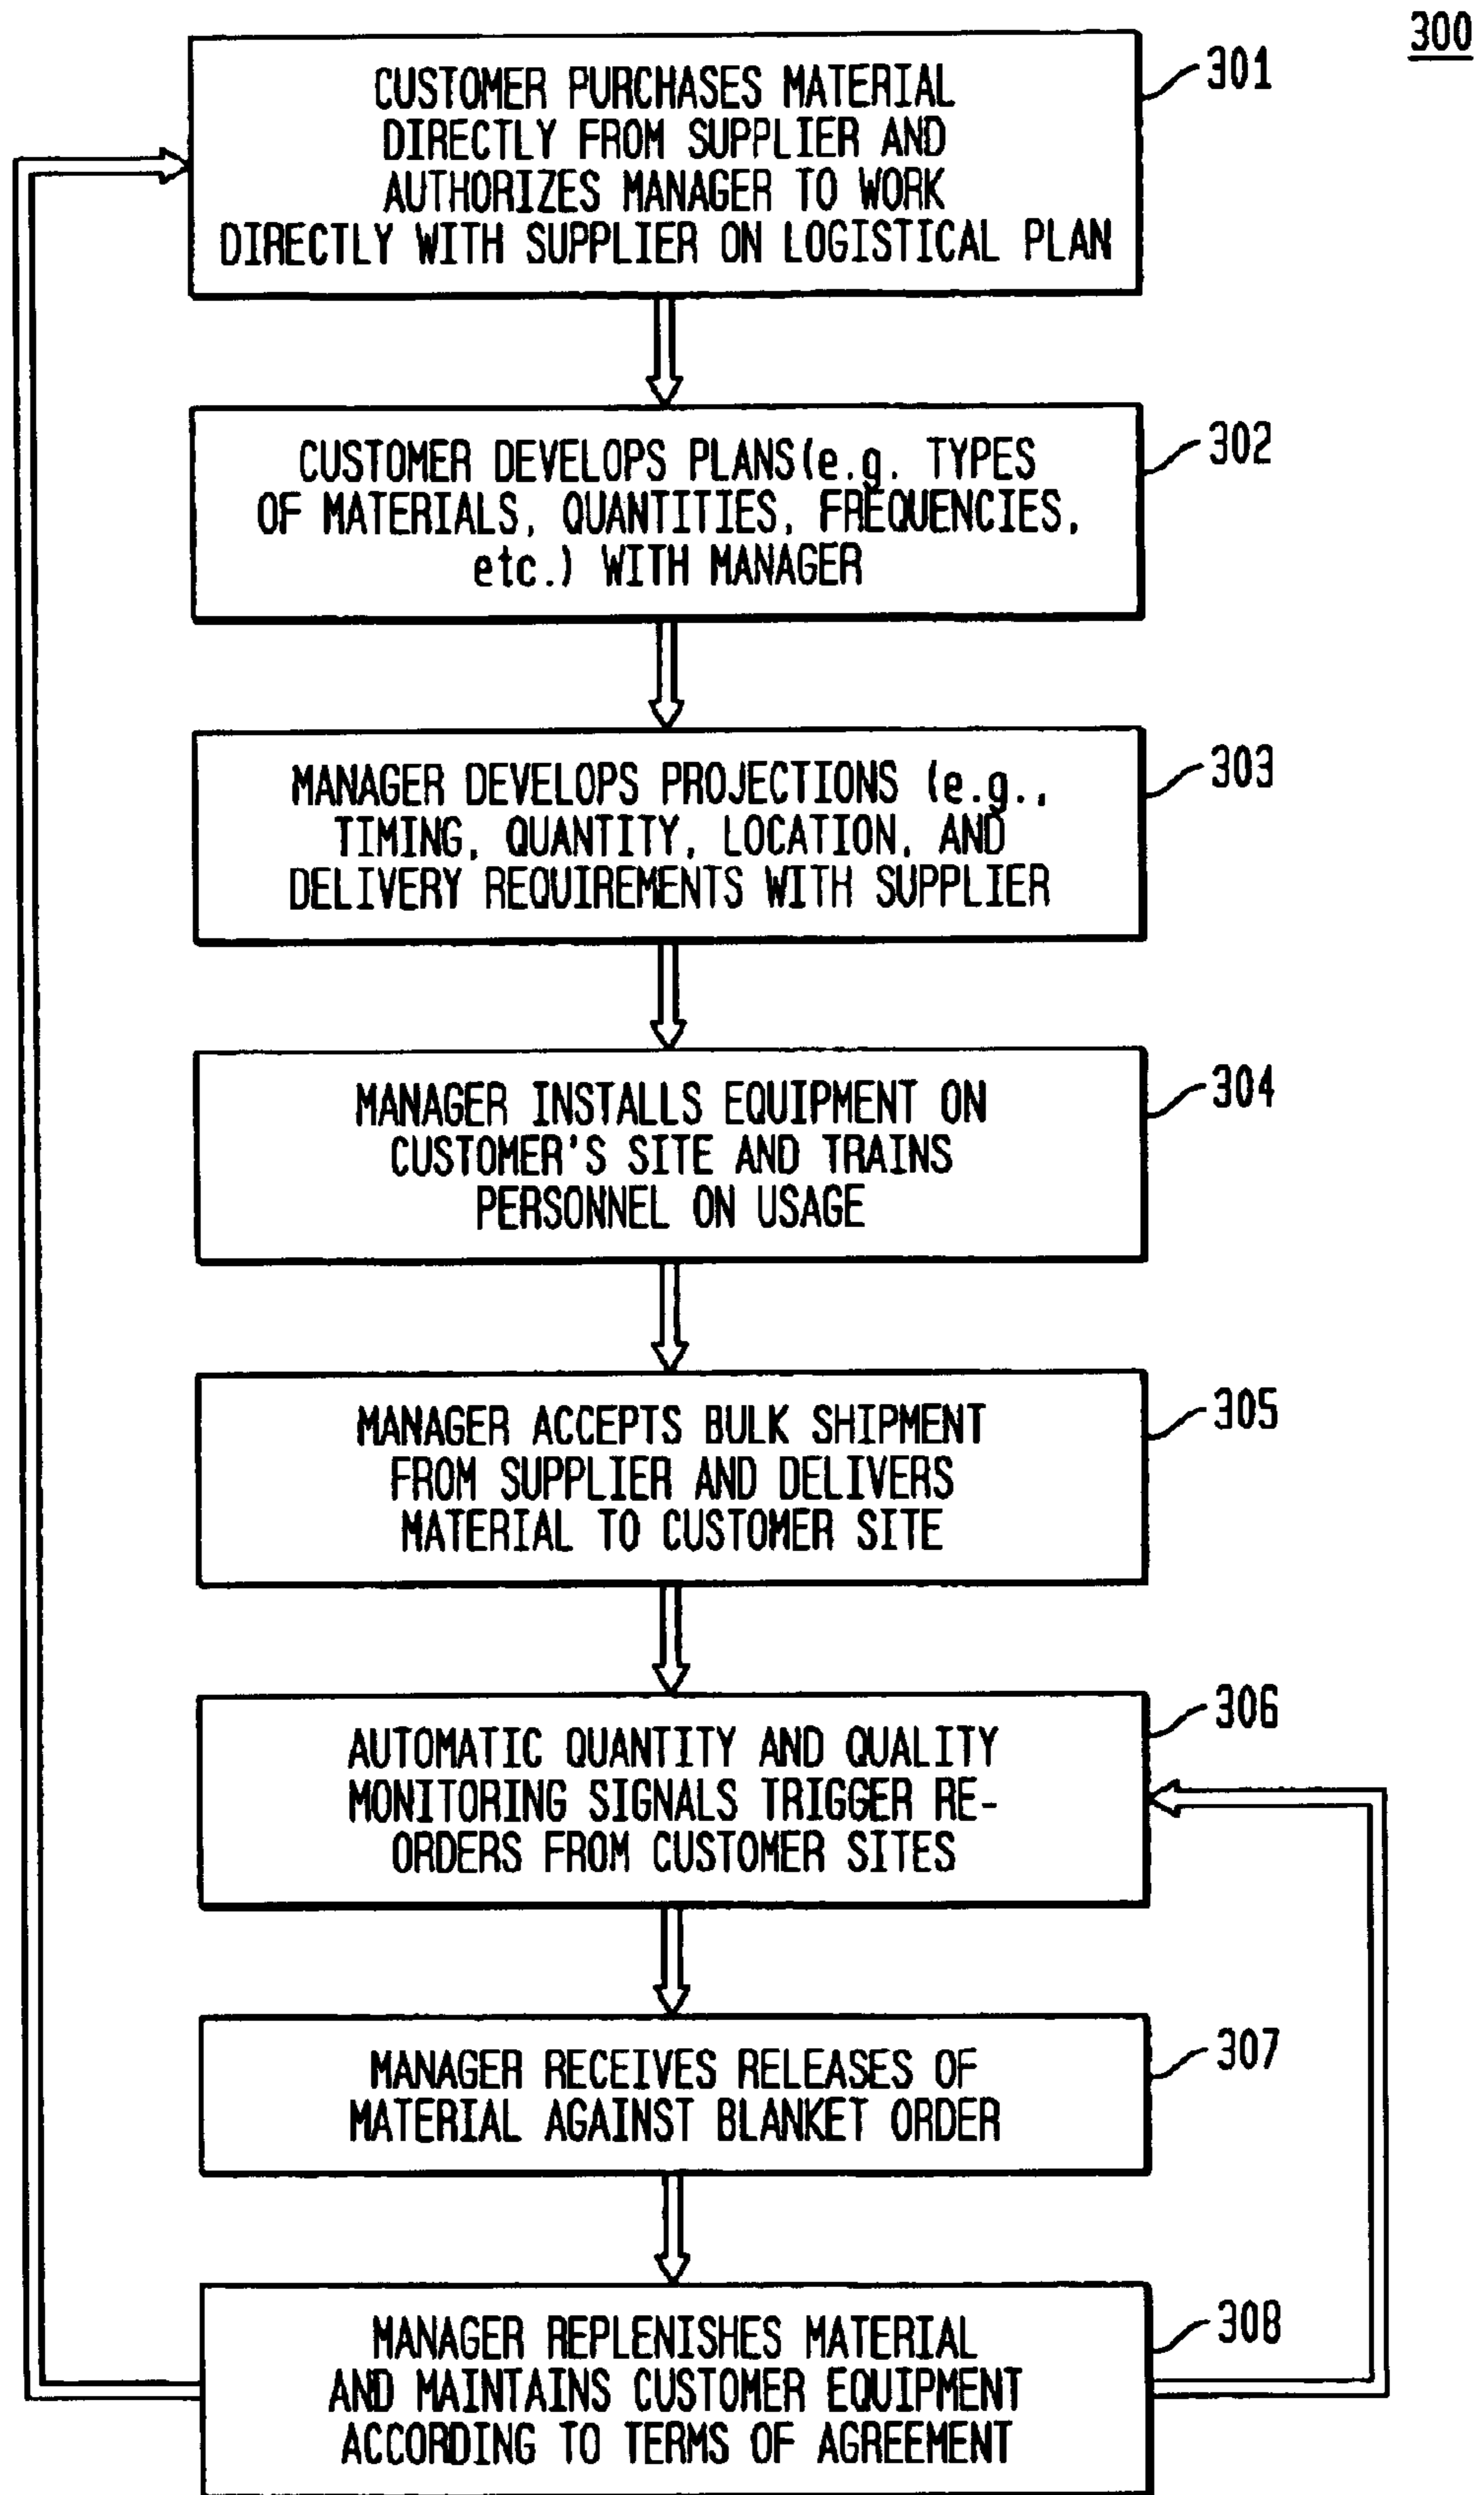 300
301
CUSTOMER PURCHASES MATERIAL
DIRECTLY FROM SUPPLIER AND
AUTHORIZES MANAGER TO WORK
DIRECTLY WITH SUPPLIER ON LOGISTICAL PLAN
302
CUSTOMER DEVELOPS PLANS(e.g. TYPES
OF MATERIALS, QUANTITIES, FREQUENCIES,
etc.) WITH MANAGER
303
MANAGER DEVELOPS PROJECTIONS (e.g.,
TIMING, QUANTITY, LOCATION, AND
DELIVERY REQUIREMENTS WITH SUPPLIER
304
MANAGER INSTALLS EQUIPMENT ON
CUSTOMER'S SITE AND TRAINS
PERSONNEL ON USAGE
305
MANAGER ACCEPTS BULK SHIPMENT
FROM SUPPLIER AND DELIVERS
MATERIAL TO CUSTOMER SITE
306
AUTOMATIC QUANTITY AND QUALITY
MONITORING SIGNALS TRIGGER RE-
ORDERS FROM CUSTOMER SITES
307
MANAGER RECEIVES RELEASES OF
MATERIAL AGAINST BLANKET ORDER
308
MANAGER REPLENISHES MATERIAL
AND MAINTAINS CUSTOMER EQUIPMENT
ACCORDING TO TERMS OF AGREEMENT